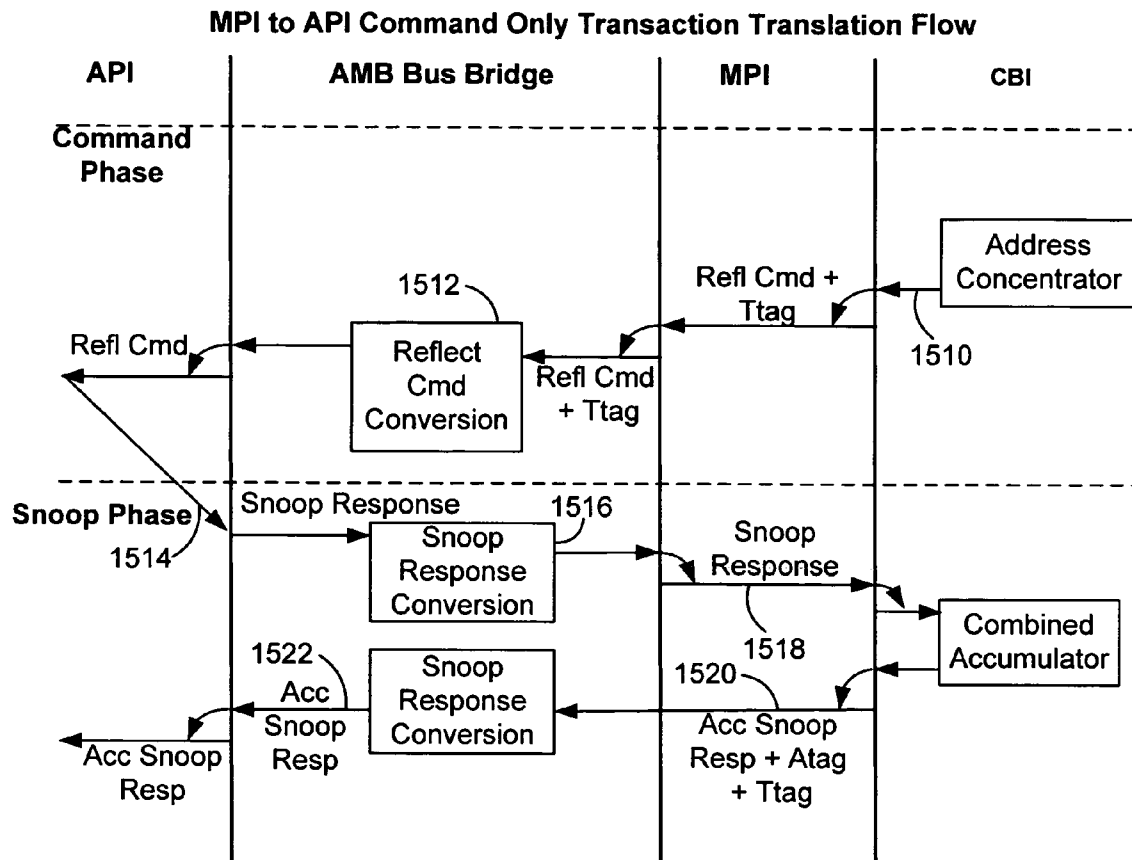 MPI to API Command Only Transaction Translation Flow
API
AMB Bus Bridge
MPI
CBI
Command
Phase
Address
Concentrator
1510
Refl Cmd +
Ttag
1512
Reflect
Cmd
Conversion
Refl Cmd
+ Ttag
Refl Cmd
Snoop Phase
1514
Snoop Response
1516
Snoop
Response
Conversion
Snoop
Response
1518
Combined
Accumulator
1520
Acc Snoop
Resp + Atag
+ Ttag
Snoop
Response
Conversion
1522
Acc
Snoop
Resp
Acc Snoop
Resp